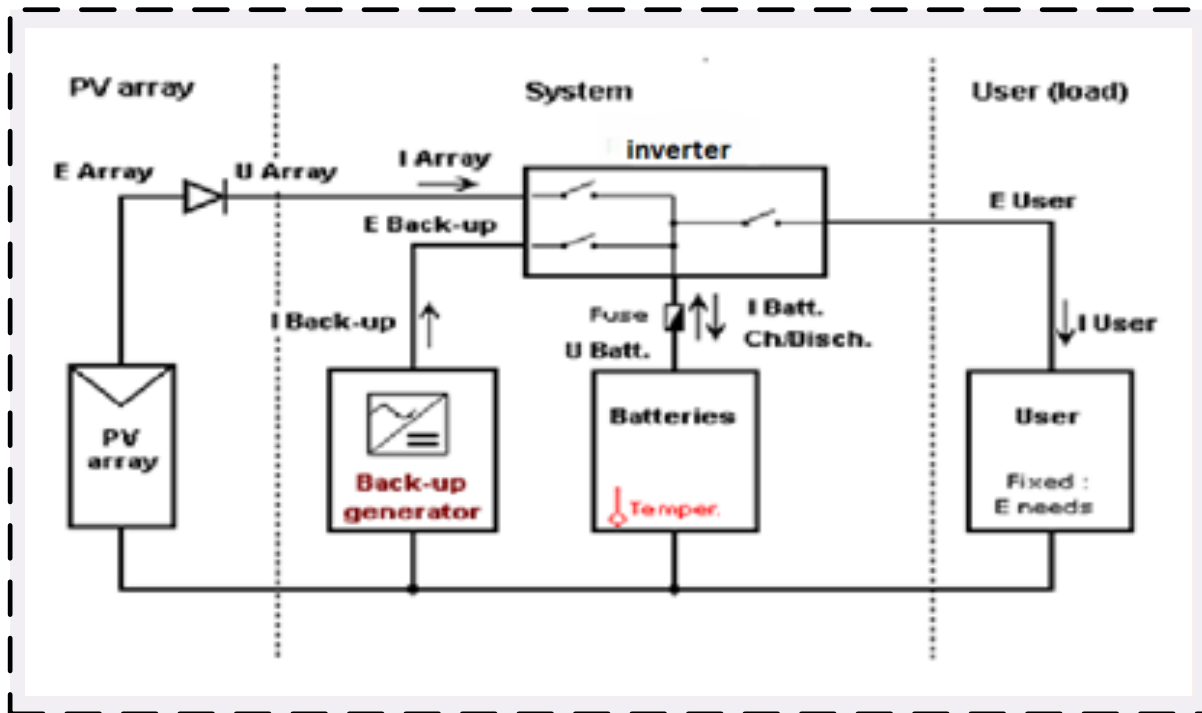 PV array
System
User (load)
inverter
E Array
U Array
I Array
E Back-up
E User
I Back-up
Fuse
U Batt.
I Batt.
Ch/Disch.
I User
PV
array
Back-up
generator
Batteries
Temper.
User
Fixed :
E needs